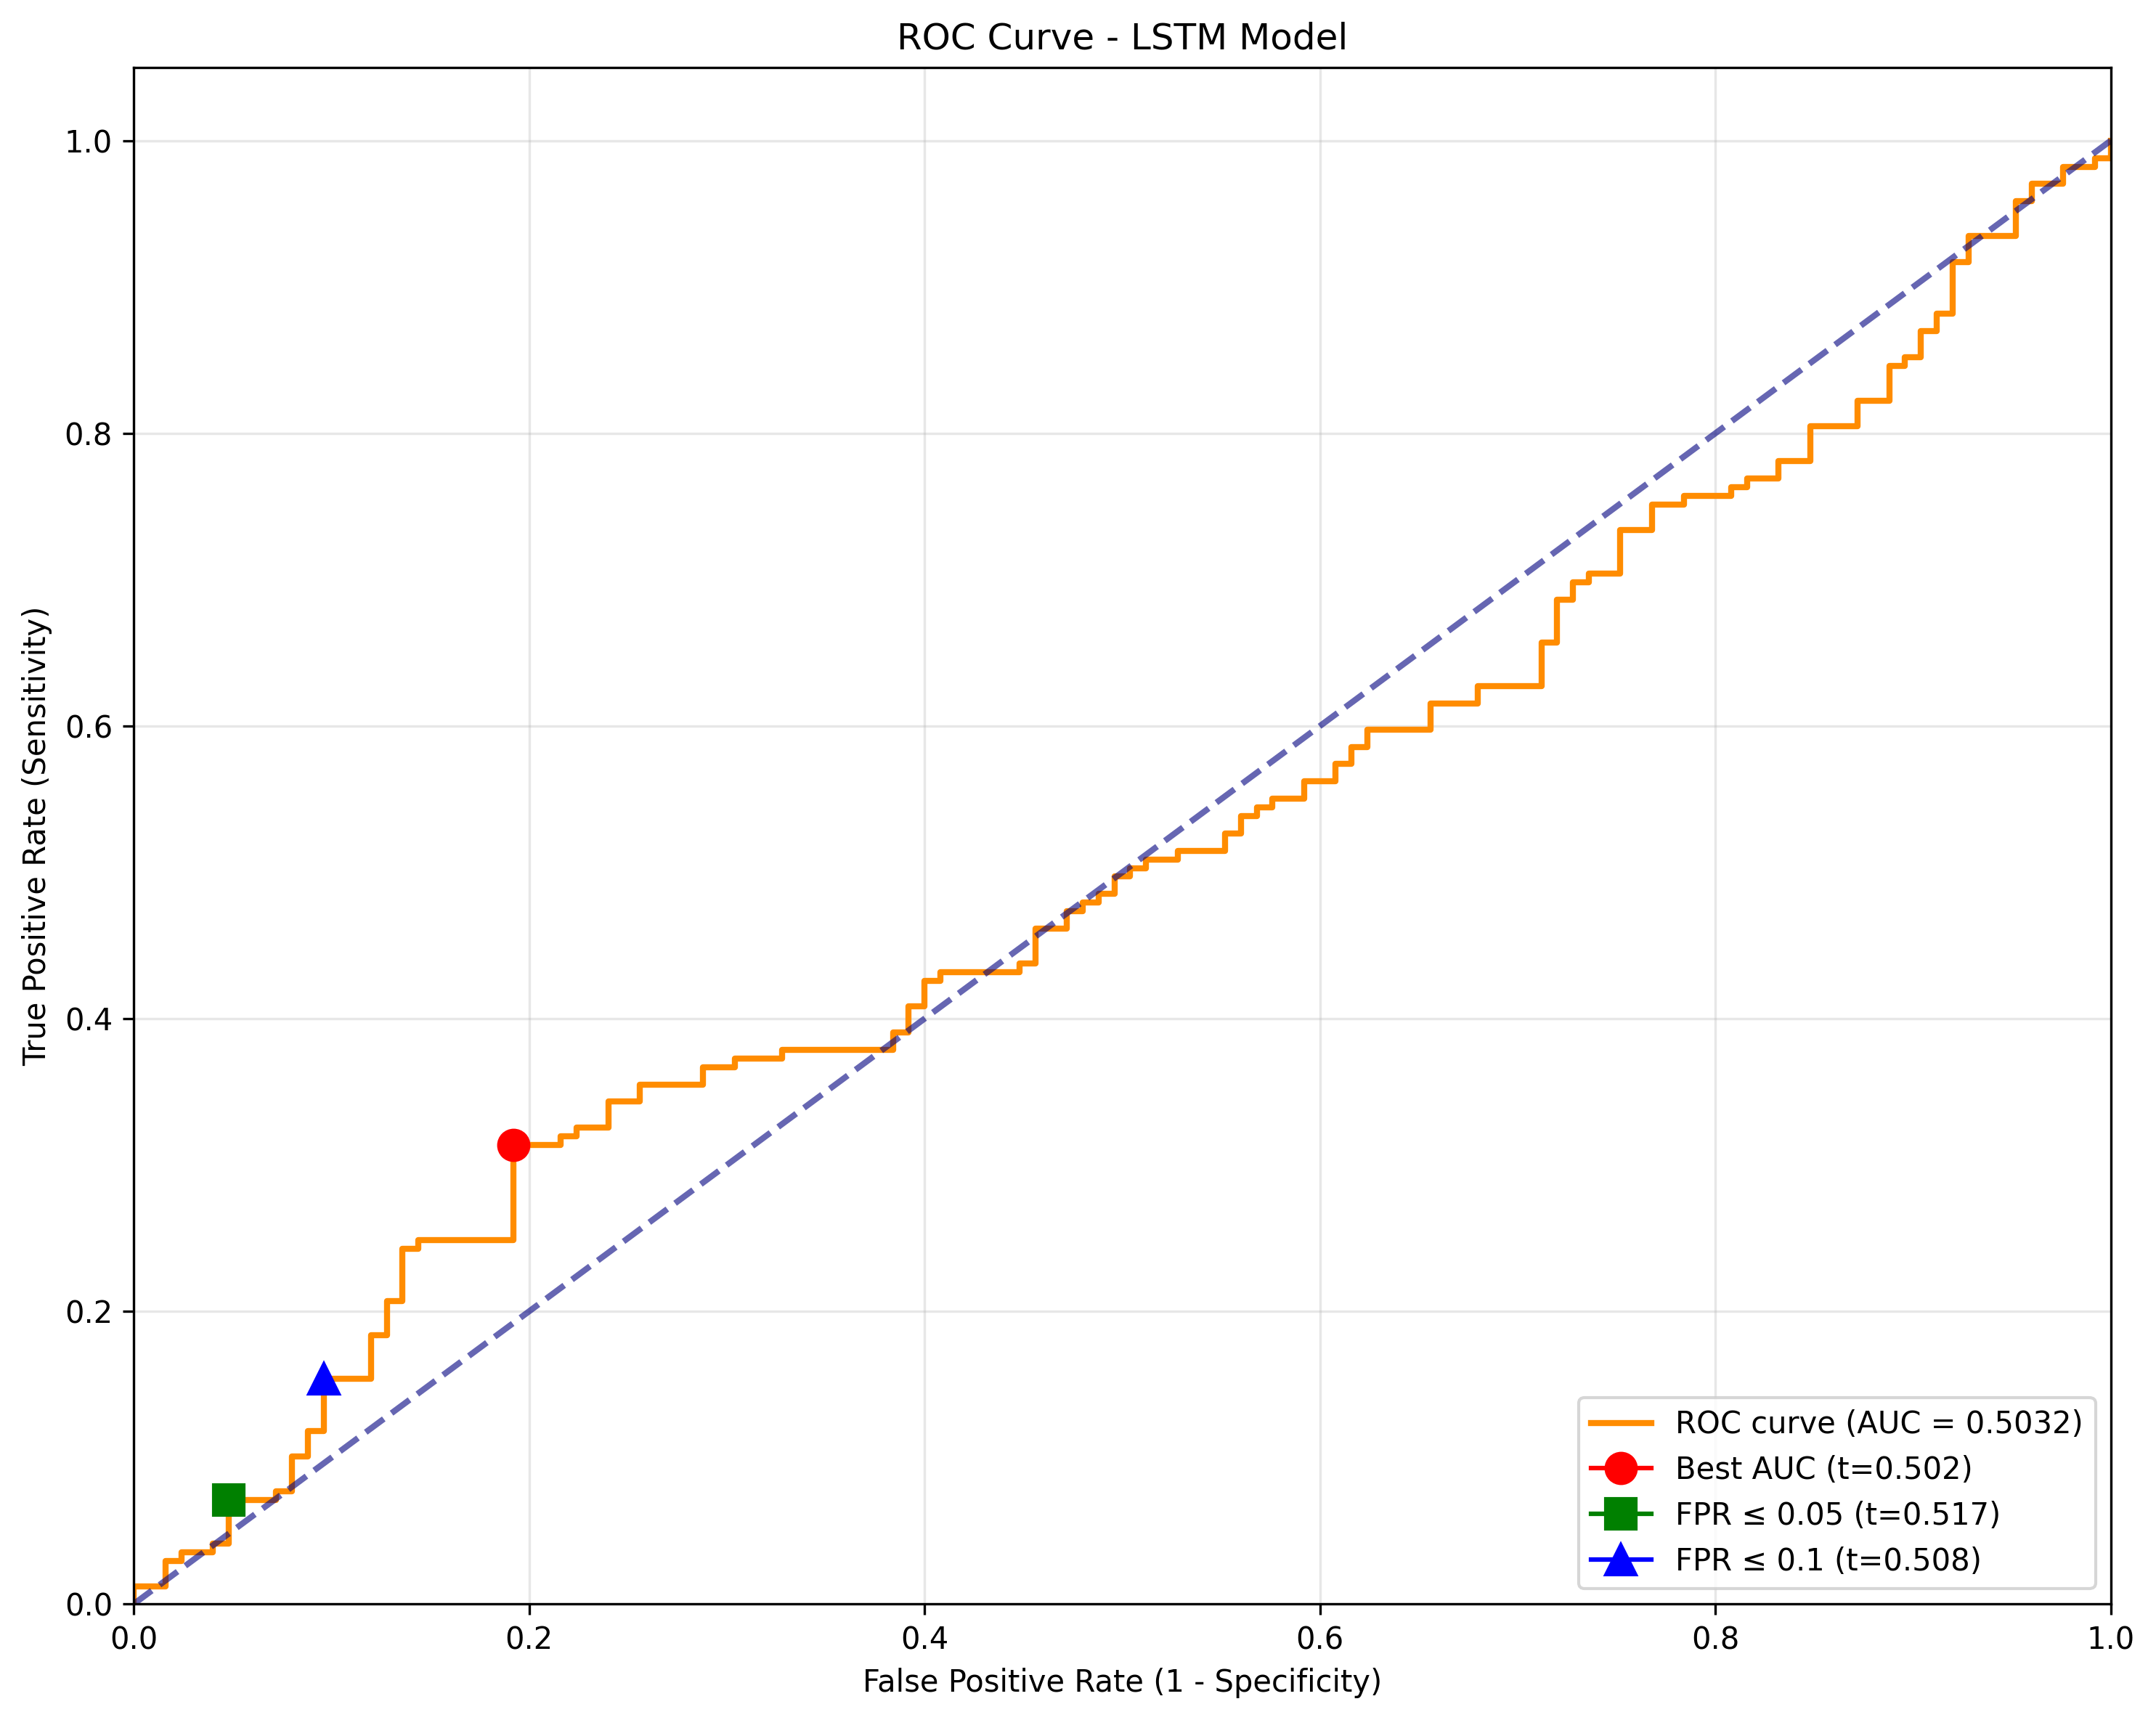 ROC Curve - LSTM Model
True Positive Rate (Sensitivity)
1.0
0.8
0.6
0.4
0.2
0.0
0.0 0.2 0.4 0.6 0.8 1.0
False Positive Rate (1 - Specificity)
ROC curve (AUC = 0.5032)
Best AUC (t=0.502)
FPR ≤ 0.05 (t=0.517)
FPR ≤ 0.1 (t=0.508)